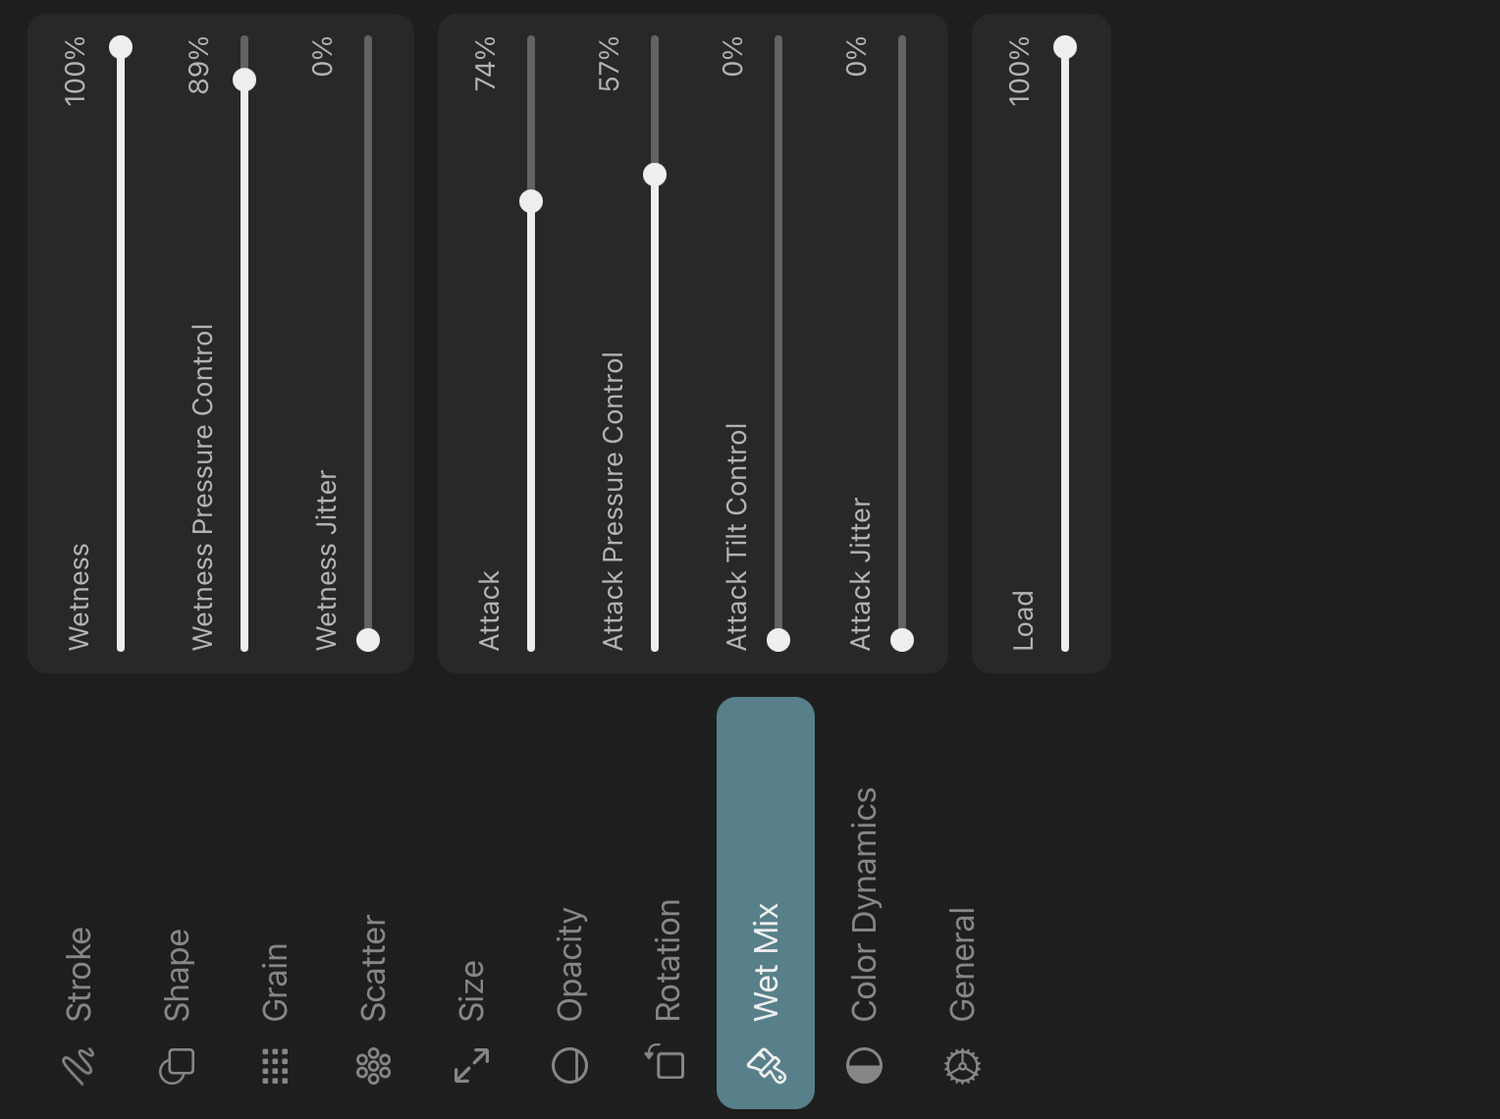 Stroke
Shape
Grain
Scatter
Size
Opacity
Rotation
Wet Mix
Color Dynamics
General
Wetness 100%
Wetness Pressure Control 89%
Wetness Jitter 0%
Attack 74%
Attack Pressure Control 57%
Attack Tilt Control 0%
Attack Jitter 0%
Load 100%